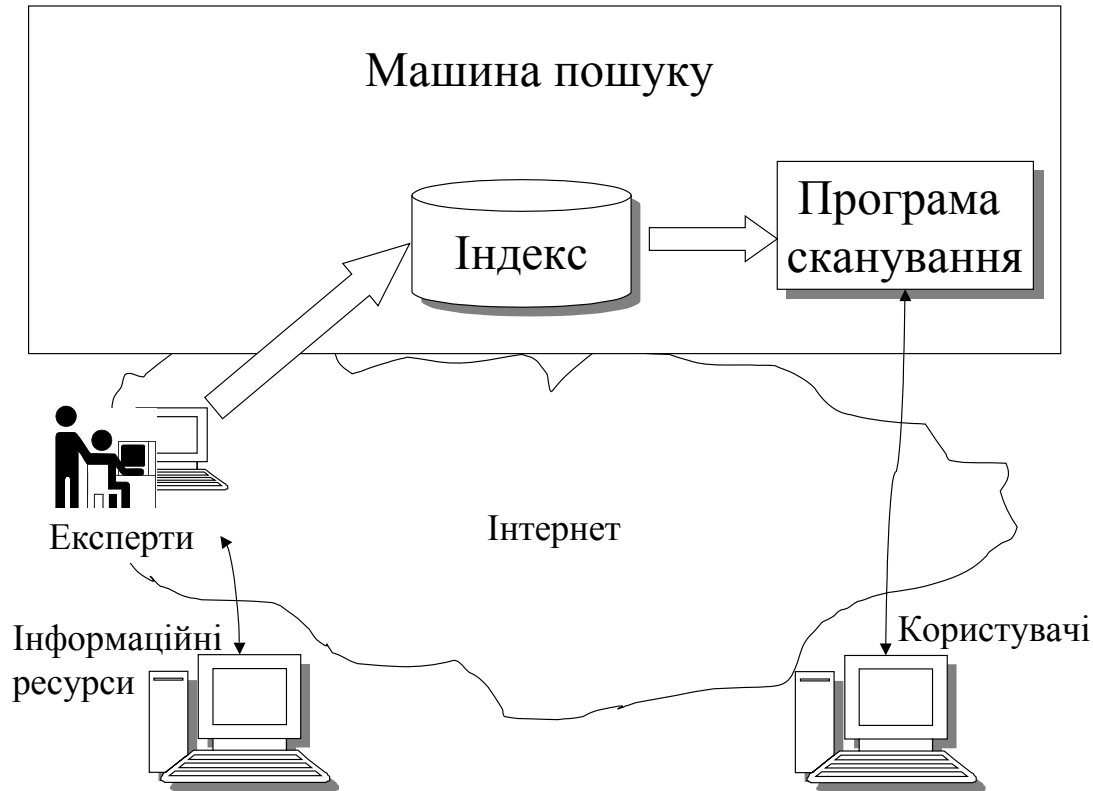 Машина пошуку
Індекс
Програма
сканування
Експерти
Інтернет
Інформаційні
ресурси
Користувачі